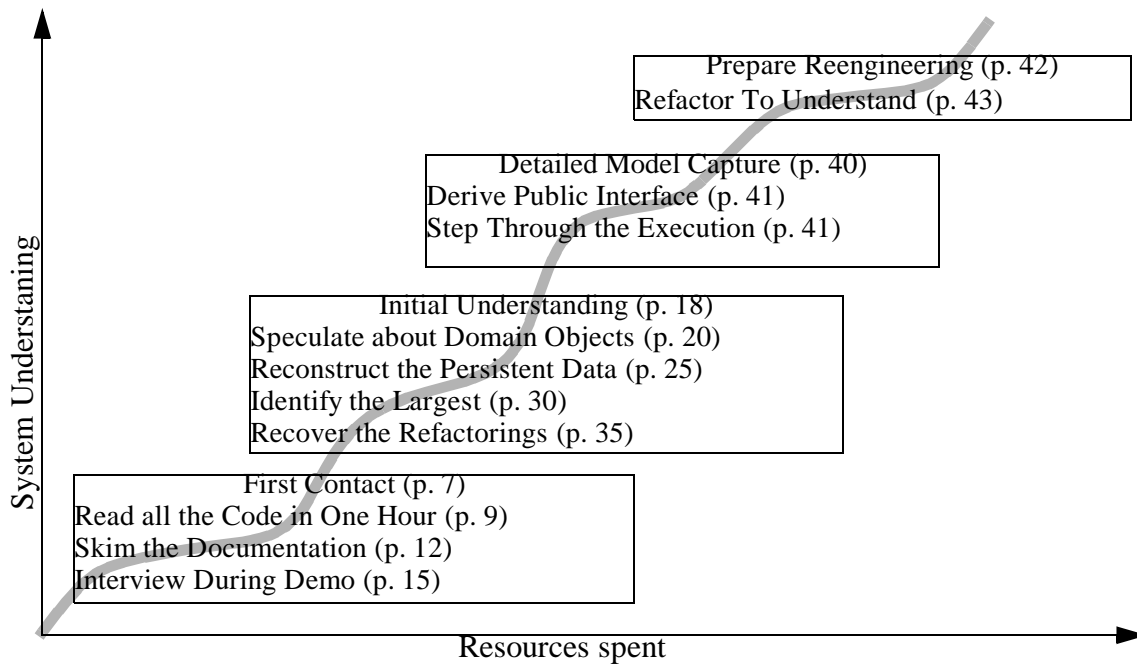 Prepare Reengineering (p. 42)
Refactor To Understand (p. 43)
Detailed Model Capture (p. 40)
Derive Public Interface (p. 41)
Step Through the Execution (p. 41)
Initial Understanding (p. 18)
Speculate about Domain Objects (p. 20)
Reconstruct the Persistent Data (p. 25)
Identify the Largest (p. 30)
Recover the Refactorings (p. 35)
First Contact (p. 7)
Read all the Code in One Hour (p. 9)
Skim the Documentation (p. 12)
Interview During Demo (p. 15)
System Understaning
Resources spent